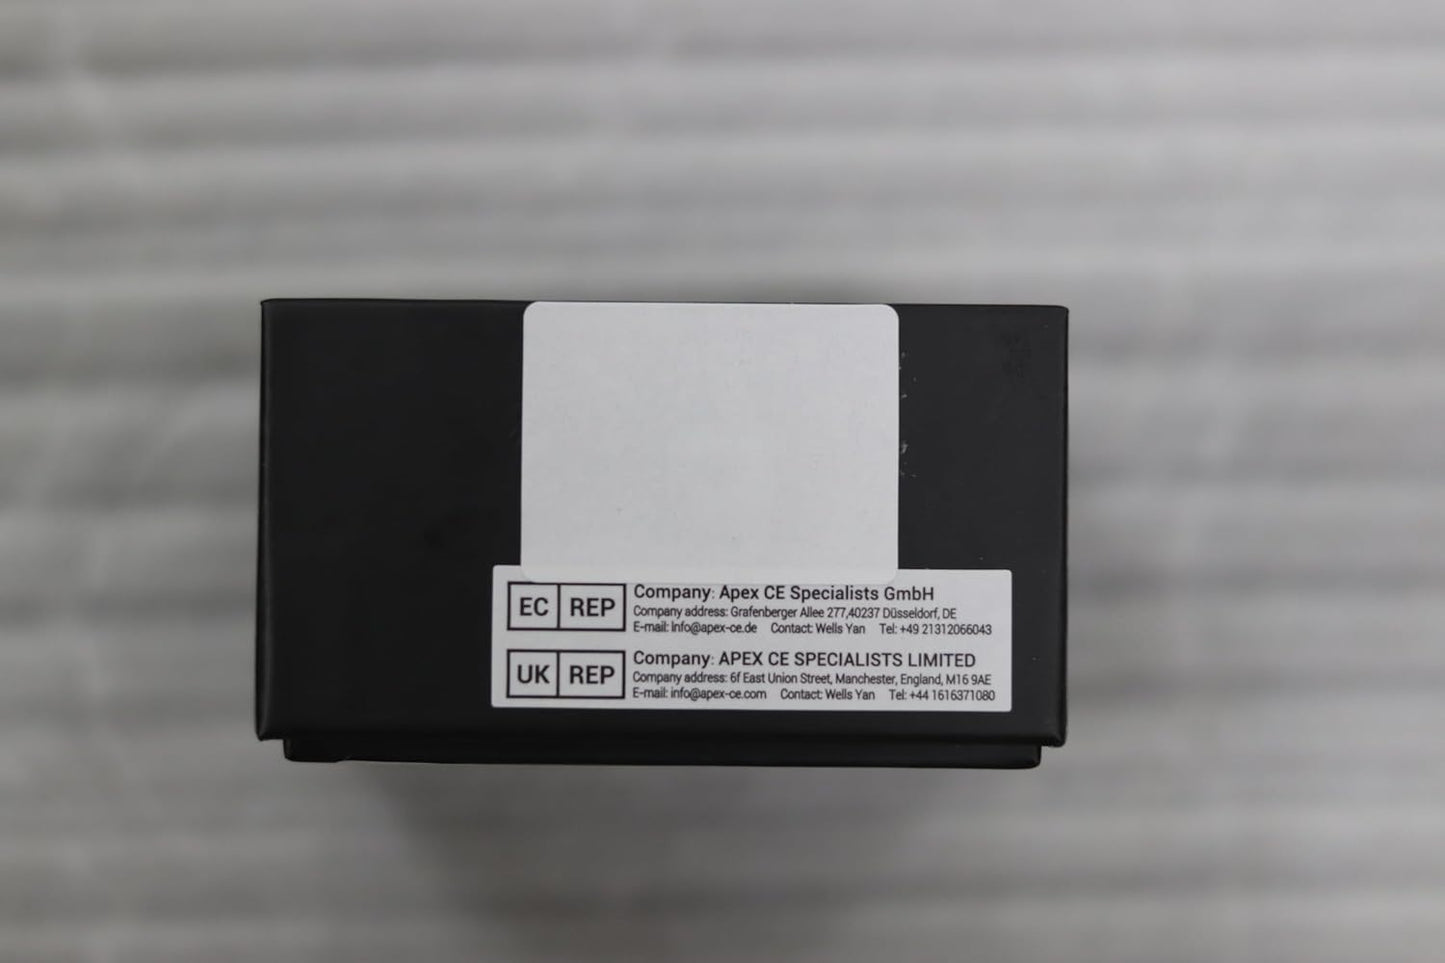 EC REP
Company: Apex CE Specialists GmbH
Company address: Grafenberger Allee 277,40237 Düsseldorf, DE
E-mail: Info@apex-ce.de Contact: Wells Yan Tel: +49 21312066043
UK REP
Company: APEX CE SPECIALISTS LIMITED
Company address: 6f East Union Street, Manchester, England, M16 9AE
E-mail: info@apex-ce.com Contact: Wells Yan Tel: +44 1616371080